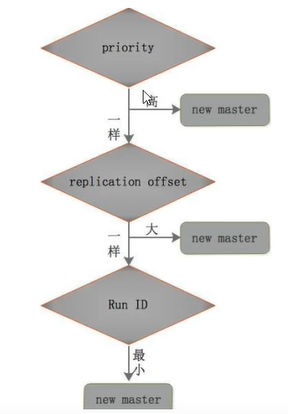 priority
高
new master
一
样
replication offset
大
new master
一
样
Run ID
最
小
new master